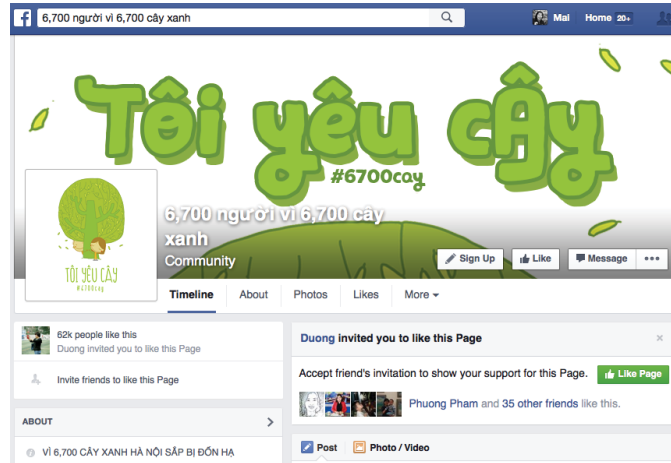 6,700 người vì 6,700 cây xanh
Mai Home 20+
Tôi yêu cây
#6700cay
6,700 người vì 6,700 cây
xanh
Community
Sign Up Like Message •••
TÔI YÊU CÂY
#6700cay
Timeline About Photos Likes More
62k people like this
Duong invited you to like this Page
Invite friends to like this Page
ABOUT
VÌ 6,700 CÂY XANH HÀ NỘI SẮP BỊ ĐỐN HẠ
Duong invited you to like this Page
Accept friend's invitation to show your support for this Page. Like Page
Phuong Pham and 35 other friends like this.
Post Photo / Video